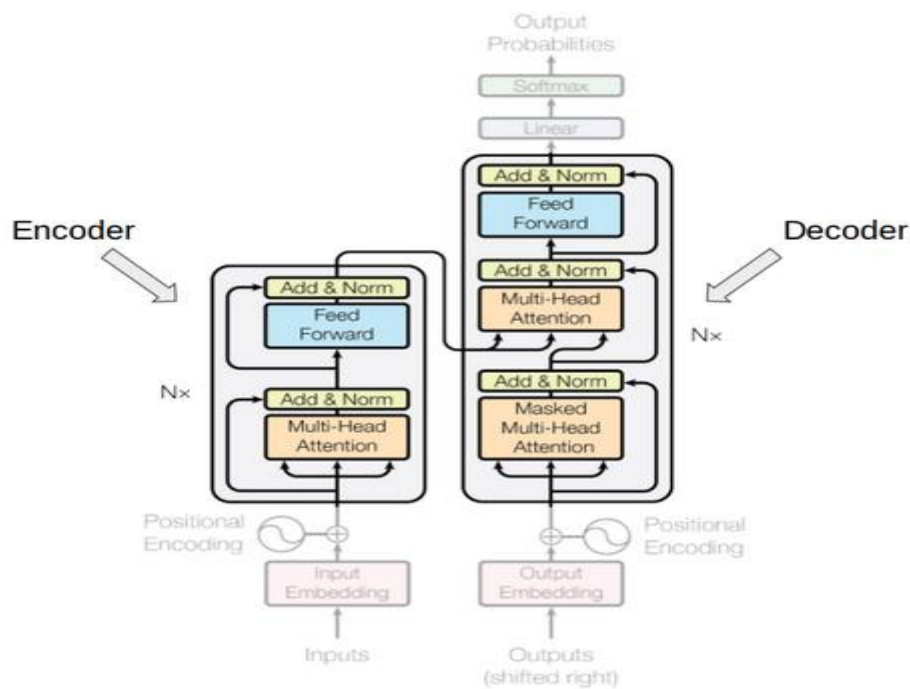 Output
Probabilities
Softmax
Linear
Add & Norm
Feed
Forward
Add & Norm
Multi-Head
Attention
Add & Norm
Masked
Multi-Head
Attention
Nx
Decoder
Encoder
Add & Norm
Feed
Forward
Add & Norm
Multi-Head
Attention
Nx
Positional
Encoding
Input
Embedding
Inputs
Positional
Encoding
Output
Embedding
Outputs
(shifted right)